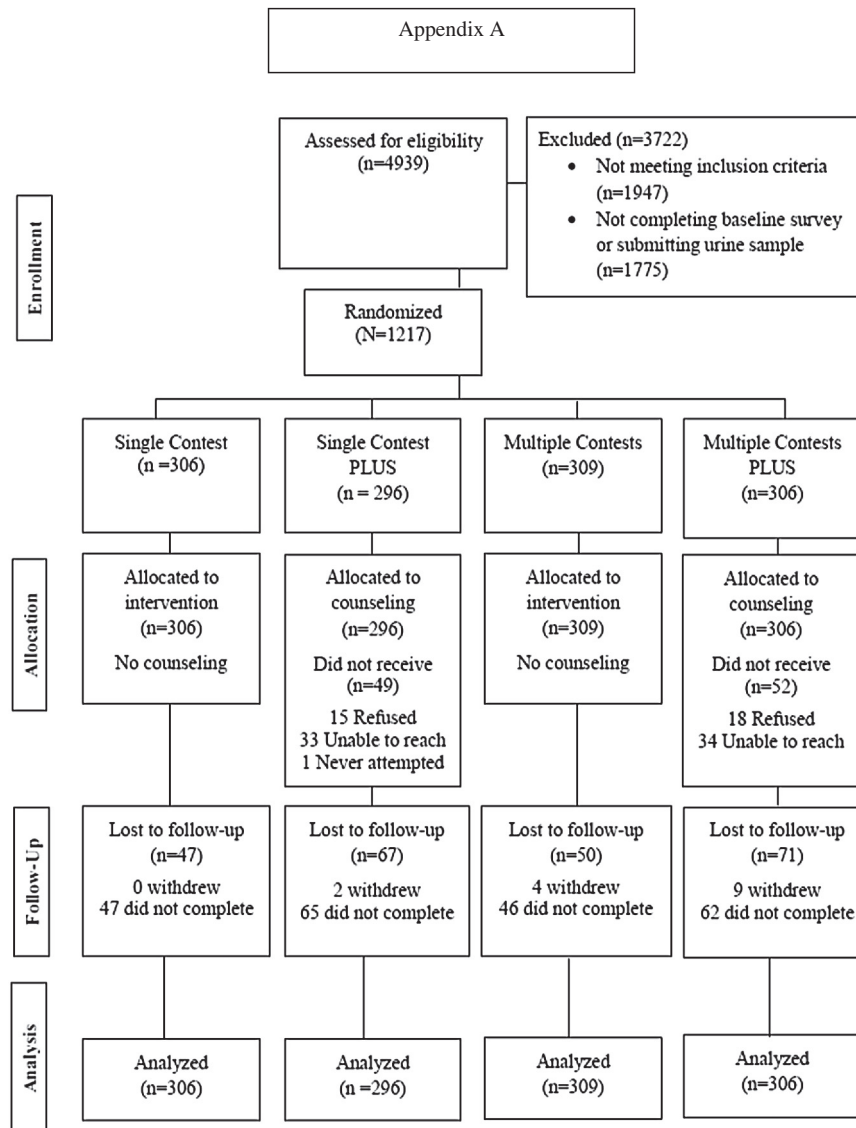 Appendix A
Assessed for eligibility
(n=4939)
Excluded (n=3722)
• Not meeting inclusion criteria
(n=1947)
• Not completing baseline survey
or submitting urine sample
(n=1775)
Enrollment
Randomized
(N=1217)
Single Contest
(n =306)
Single Contest
PLUS
(n = 296)
Multiple Contests
(n=309)
Multiple Contests
PLUS
(n=306)
Allocation
Allocated to
intervention
(n=306)
No counseling
Allocated to
counseling
(n=296)
Did not receive
(n=49)
15 Refused
33 Unable to reach
1 Never attempted
Allocated to
intervention
(n=309)
No counseling
Allocated to
counseling
(n=306)
Did not receive
(n=52)
18 Refused
34 Unable to reach
Follow-Up
Lost to follow-up
(n=47)
0 withdrew
47 did not complete
Lost to follow-up
(n=67)
2 withdrew
65 did not complete
Lost to follow-up
(n=50)
4 withdrew
46 did not complete
Lost to follow-up
(n=71)
9 withdrew
62 did not complete
Analysis
Analyzed
(n=306)
Analyzed
(n =296)
Analyzed
(n=309)
Analyzed
(n=306)